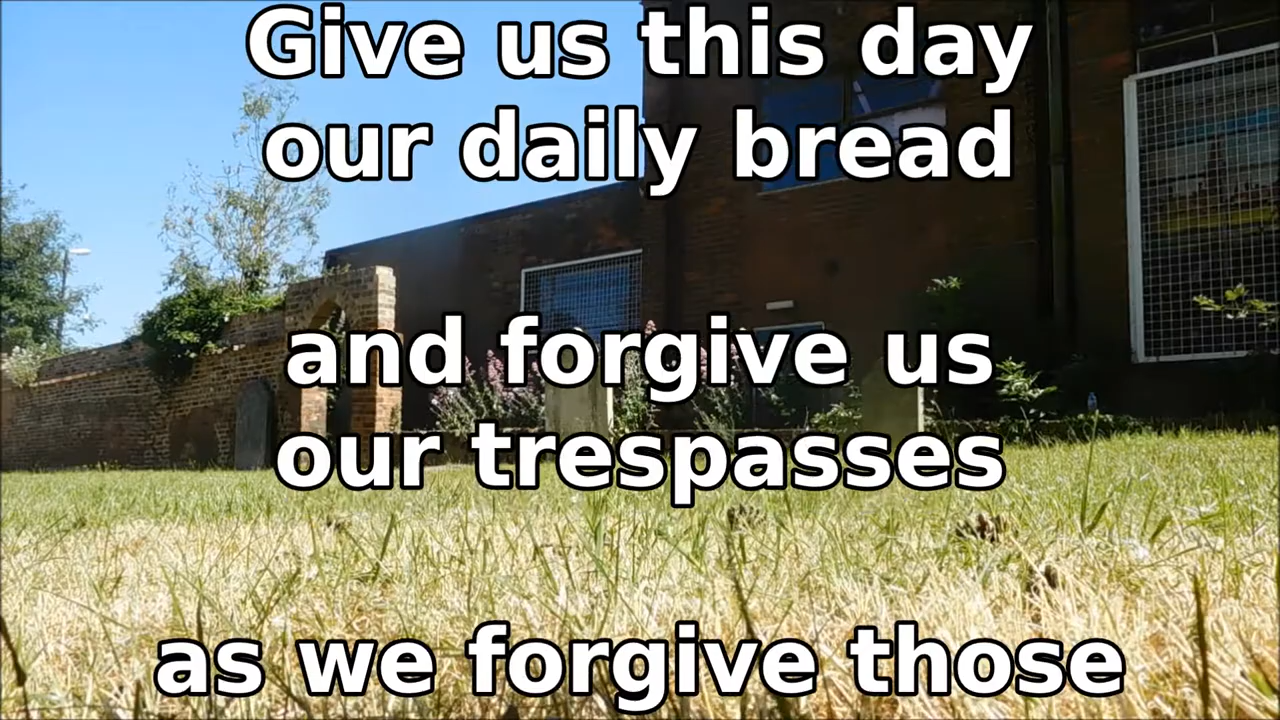 Give us this day
our daily bread
and forgive us
our trespasses
as we forgive those